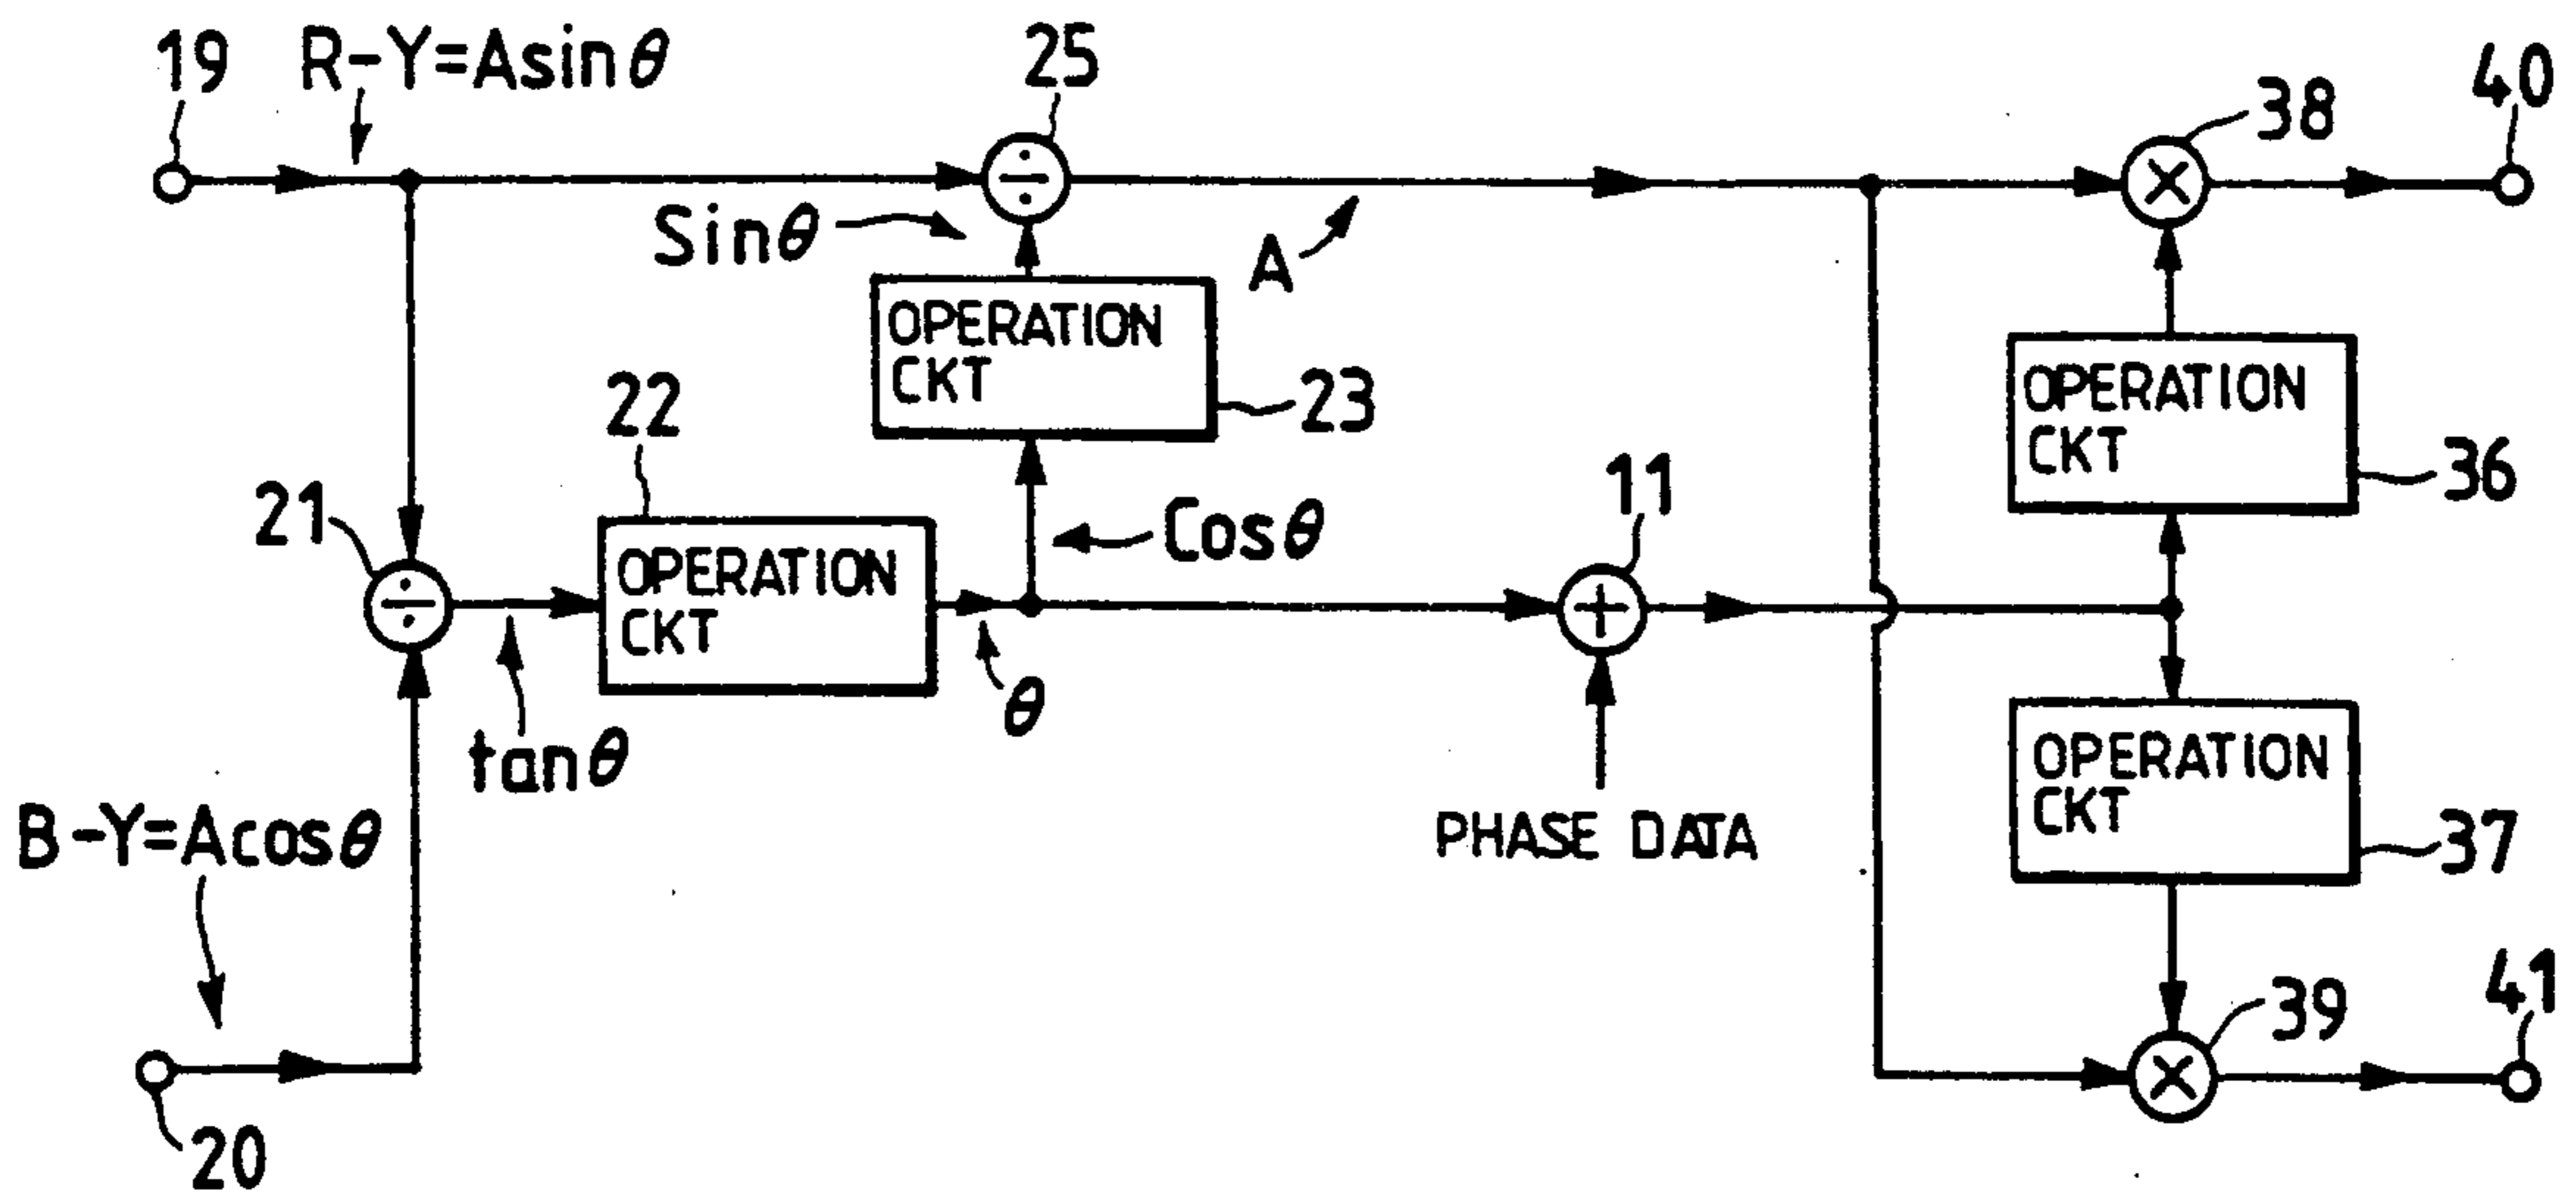 19
R-Y=Asinθ
25
38
40
Sinθ
A
OPERATION
CKT
23
OPERATION
CKT
36
22
21
OPERATION
CKT
Cosθ
11
θ
tanθ
PHASE DATA
OPERATION
CKT
37
B-Y=Acosθ
39
41
20